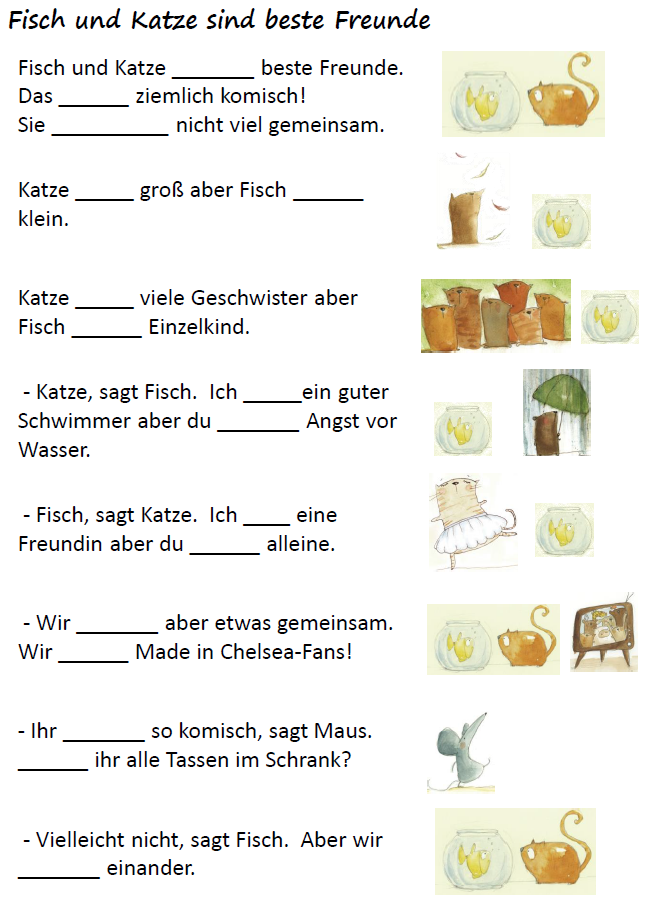 Fisch und Katze sind beste Freunde
Fisch und Katze _______ beste Freunde.
Das ______ ziemlich komisch!
Sie __________ nicht viel gemeinsam.
Katze _____ groß aber Fisch ______
klein.
Katze _____ viele Geschwister aber
Fisch ______ Einzelkind.
- Katze, sagt Fisch. Ich _____ein guter
Schwimmer aber du _______ Angst vor
Wasser.
- Fisch, sagt Katze. Ich ____ eine
Freundin aber du ______ alleine.
- Wir _______ aber etwas gemeinsam.
Wir ______ Made in Chelsea-Fans!
- Ihr _______ so komisch, sagt Maus.
______ ihr alle Tassen im Schrank?
- Vielleicht nicht, sagt Fisch. Aber wir
_______ einander.